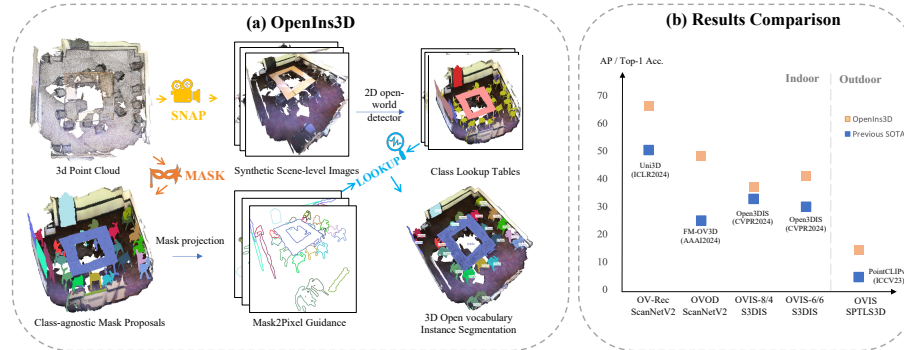 (a) OpenIns3D
SNAP
2D open-
world
detector
3d Point Cloud
Synthetic Scene-level Images
Class Lookup Tables
MASK
LOOKUP
Mask projection
Class-agnostic Mask Proposals
Mask2Pixel Guidance
3D Open vocabulary
Instance Segmentation
(b) Results Comparison
AP / Top-1 Acc.
Indoor
Outdoor
OpenIns3D
Previous SOTA
70
60
50
40
30
20
10
0
Uni3D
(ICLR2024)
FM-OV3D
(AAAI2024)
Open3DIS
(CVPR2024)
Open3DIS
(CVPR2024)
(ICCV23)
OV-Rec
ScanNetV2
OVOD
ScanNetV2
OVIS-8/4
S3DIS
OVIS-6/6
S3DIS
OVIS
SPTLS3D